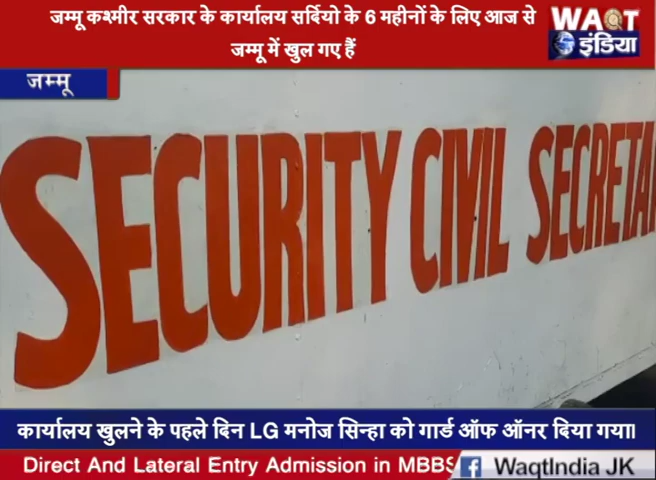 जम्मू कश्मीर सरकार के कार्यालय सर्दियो के 6 महीनों के लिए आज से
जम्मू में खुल गए हैं
WAQT
इंडिया
जम्मू
SECURITY CIVIL SECRETA
कार्यालय खुलने के पहले दिन LG मनोज सिन्हा को गार्ड ऑफ ऑनर दिया गया।
Direct And Lateral Entry Admission in MBBS
f WaqtIndia JK